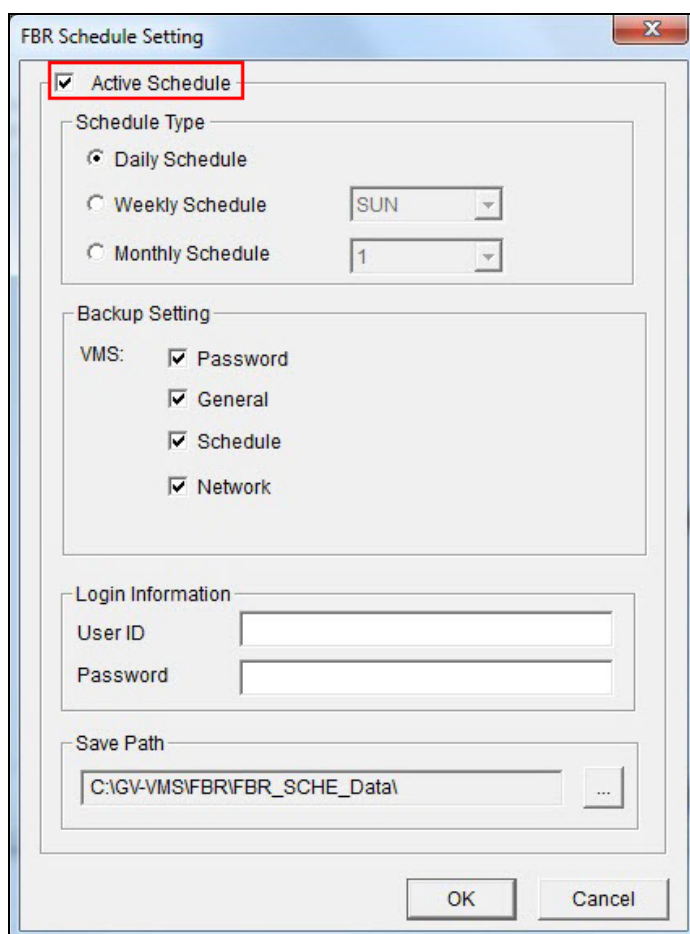 FBR Schedule Setting
Active Schedule
Schedule Type
Daily Schedule
Weekly Schedule SUN
Monthly Schedule 1
Backup Setting
VMS: Password
General
Schedule
Network
Login Information
User ID
Password
Save Path
C:\GV-VMS\FBR\FBR_SCHE_Data\ ...
OK Cancel